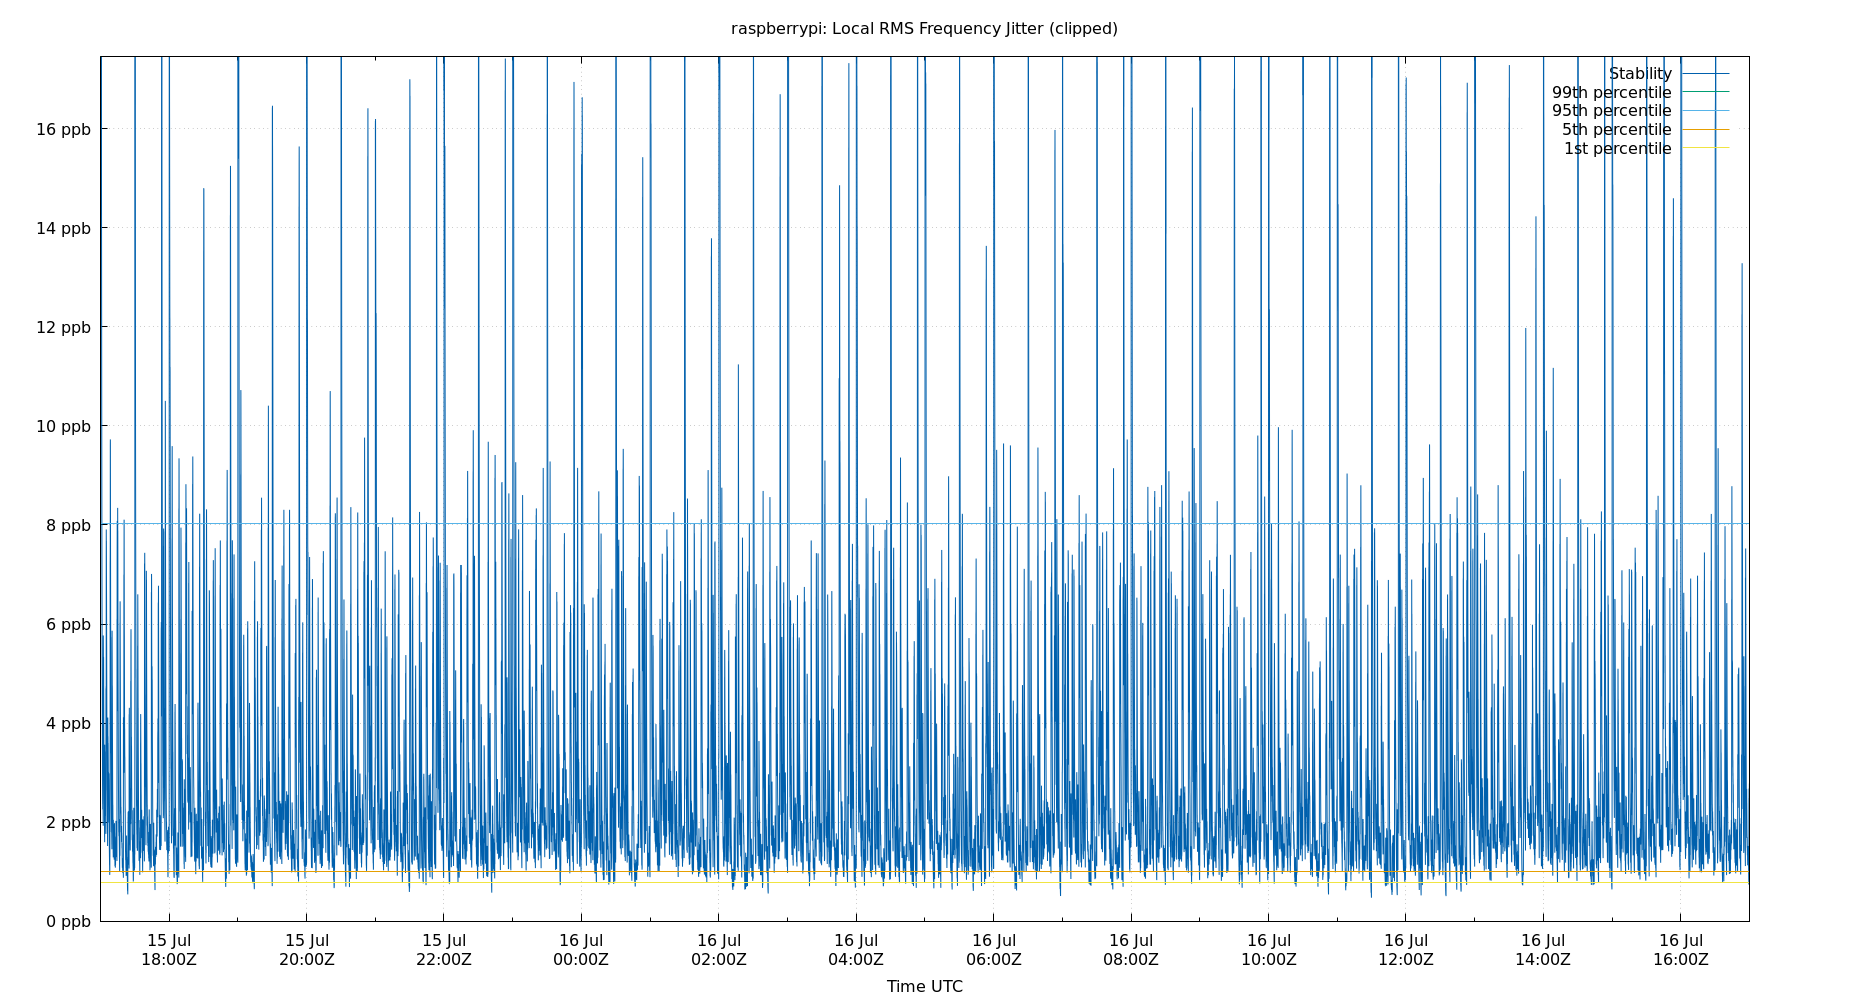 raspberrypi: Local RMS Frequency Jitter (clipped)
Stability
99th percentile
95th percentile
5th percentile
1st percentile
16 ppb
14 ppb
12 ppb
10 ppb
8 ppb
6 ppb
4 ppb
2 ppb
0 ppb
15 Jul 15 Jul 15 Jul 16 Jul 16 Jul 16 Jul 16 Jul 16 Jul 16 Jul 16 Jul 16 Jul 16 Jul
18:00Z 20:00Z 22:00Z 00:00Z 02:00Z 04:00Z 06:00Z 08:00Z 10:00Z 12:00Z 14:00Z 16:00Z
Time UTC